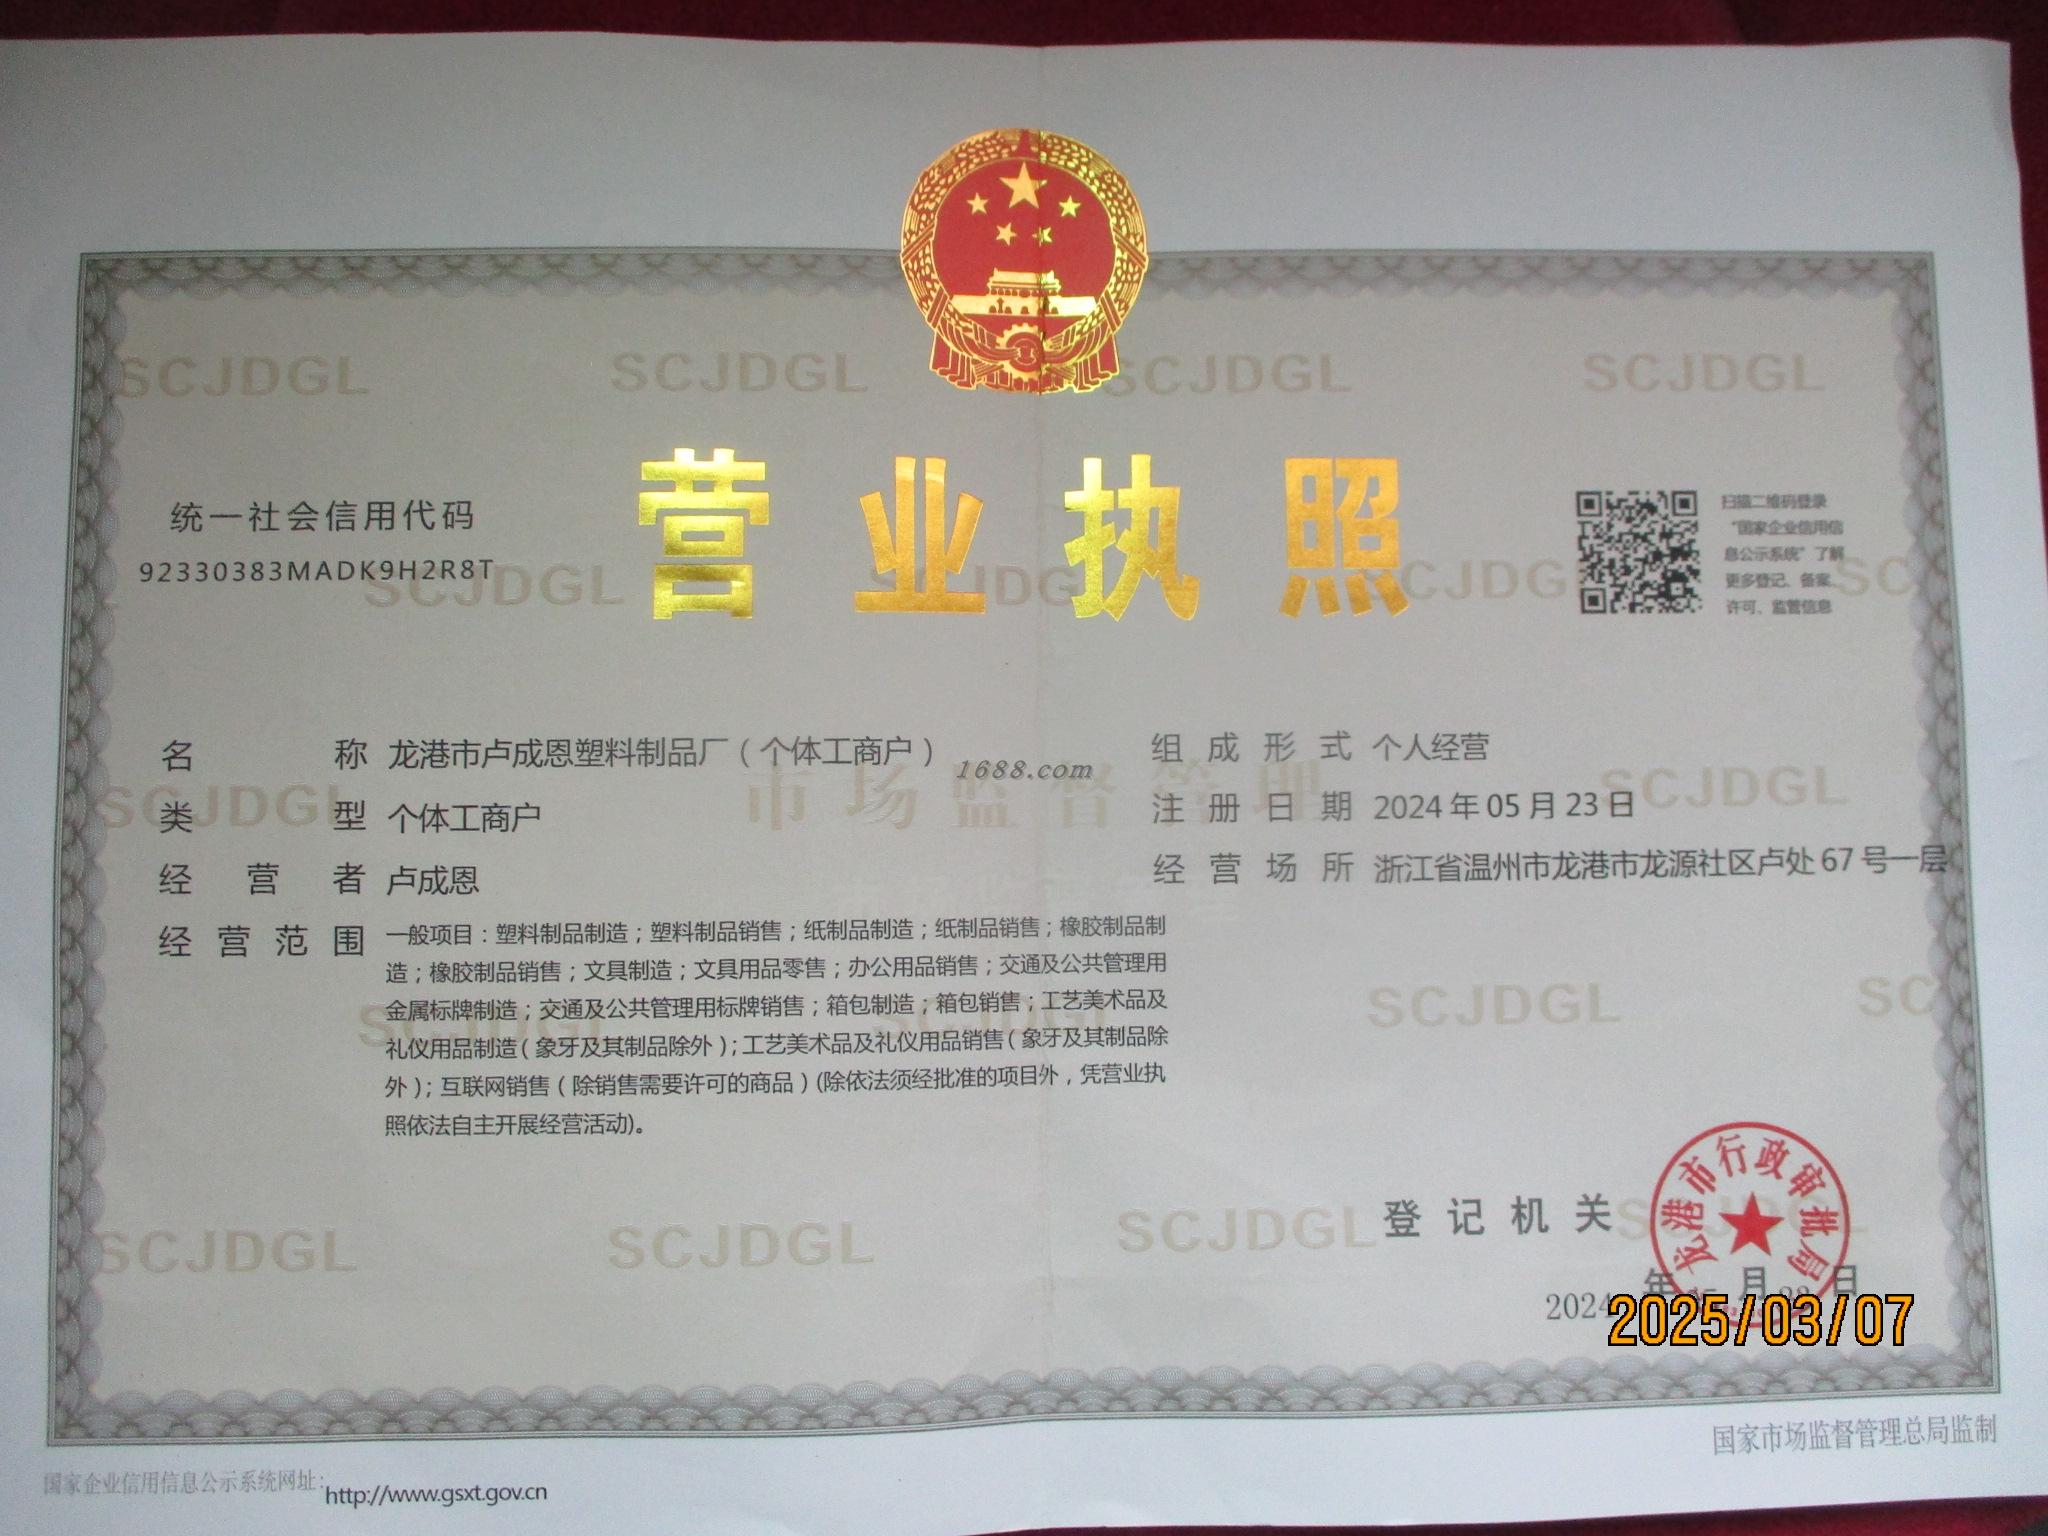 营业执照
统一社会信用代码
92330383MADK9H2R8T
扫描二维码登录
“国家企业信用信
息公示系统”了解
更多登记、备案、
许可、监管信息
名称 龙港市卢成恩塑料制品厂（个体工商户）
1688.com
类型 个体工商户
经营者 卢成恩
经营范围 一般项目：塑料制品制造；塑料制品销售；纸制品制造；纸制品销售；橡胶制品制
造；橡胶制品销售；文具制造；文具用品零售；办公用品销售；交通及公共管理用
金属标牌制造；交通及公共管理用标牌销售；箱包制造；箱包销售；工艺美术品及
礼仪用品制造（象牙及其制品除外）；工艺美术品及礼仪用品销售（象牙及其制品除
外）；互联网销售（除销售需要许可的商品）(除依法须经批准的项目外，凭营业执
照依法自主开展经营活动)。
组成形式 个人经营
注册日期 2024年05月23日
经营场所 浙江省温州市龙港市龙源社区卢处67号一层
SCJDGL
市场监督管理
登记机关
龙港市行政审批局
2024年 月 日
2025/03/07
国家市场监督管理总局监制
国家企业信用信息公示系统网址：http://www.gsxt.gov.cn